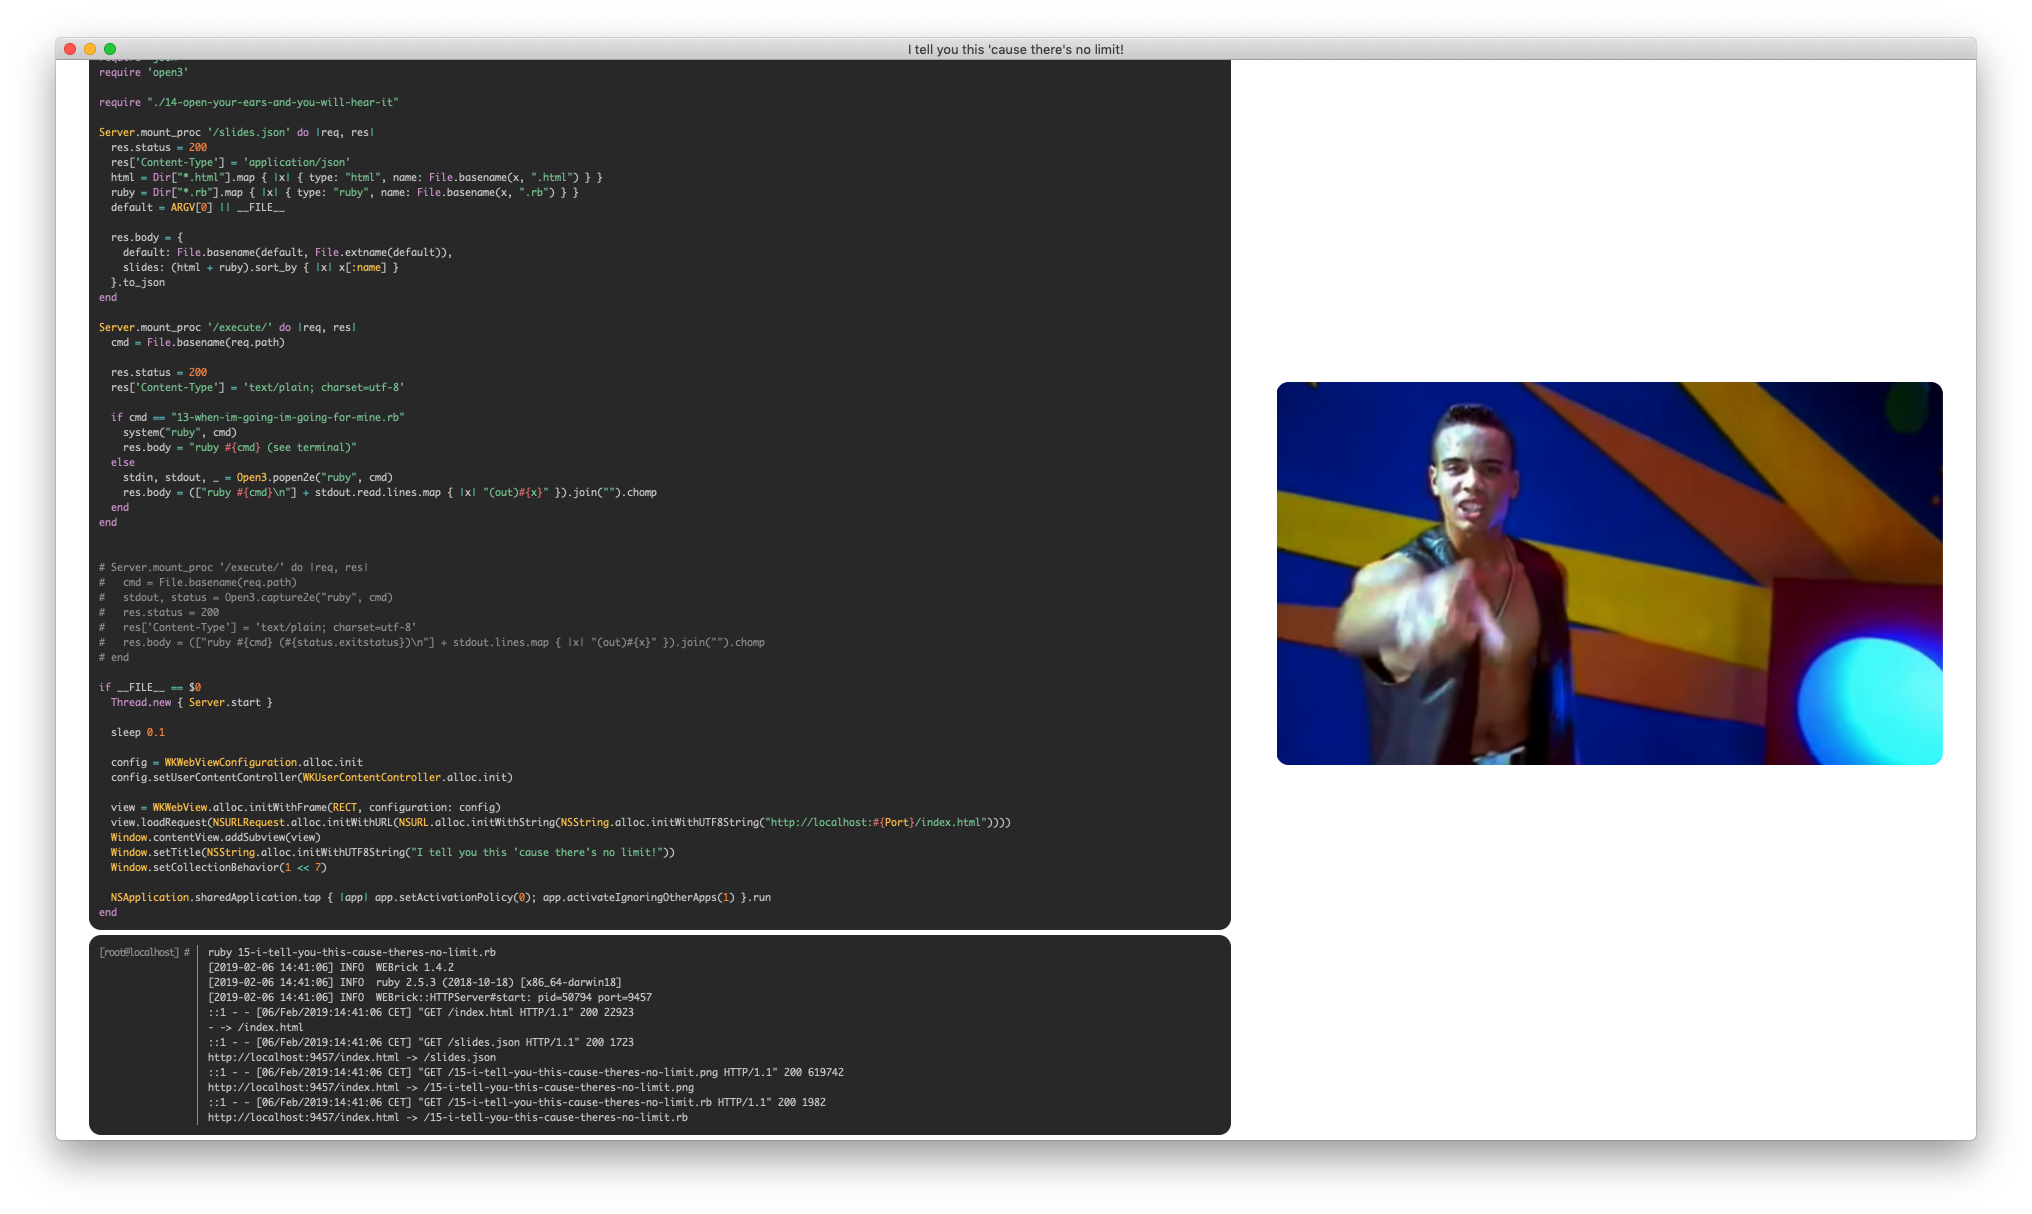 I tell you this 'cause there's no limit!
require 'json'
require 'open3'
require "./14-open-your-ears-and-you-will-hear-it"
Server.mount_proc '/slides.json' do |req, res|
  res.status = 200
  res['Content-Type'] = 'application/json'
  html = Dir["*.html"].map { |x| { type: "html", name: File.basename(x, ".html") } }
  ruby = Dir["*.rb"].map { |x| { type: "ruby", name: File.basename(x, ".rb") } }
  default = ARGV[0] || __FILE__
  res.body = {
    default: File.basename(default, File.extname(default)),
    slides: (html + ruby).sort_by { |x| x[:name] }
  }.to_json
end
Server.mount_proc '/execute/' do |req, res|
  cmd = File.basename(req.path)
  res.status = 200
  res['Content-Type'] = 'text/plain; charset=utf-8'
  if cmd == "13-when-im-going-im-going-for-mine.rb"
    system("ruby", cmd)
    res.body = "ruby #{cmd} (see terminal)"
  else
    stdin, stdout, _ = Open3.popen2e("ruby", cmd)
    res.body = (["ruby #{cmd}\n"] + stdout.read.lines.map { |x| "(out)#{x}" }).join("").chomp
  end
end
# Server.mount_proc '/execute/' do |req, res|
#   cmd = File.basename(req.path)
#   stdout, status = Open3.capture2e("ruby", cmd)
#   res.status = 200
#   res['Content-Type'] = 'text/plain; charset=utf-8'
#   res.body = (["ruby #{cmd} (#{status.exitstatus})\n"] + stdout.lines.map { |x| "(out)#{x}" }).join("").chomp
# end
if __FILE__ == $0
  Thread.new { Server.start }
  sleep 0.1
  config = WKWebViewConfiguration.alloc.init
  config.setUserContentController(WKUserContentController.alloc.init)
  view = WKWebView.alloc.initWithFrame(RECT, configuration: config)
  view.loadRequest(NSURLRequest.alloc.initWithURL(NSURL.alloc.initWithString(NSString.alloc.initWithUTF8String("http://localhost:#{Port}/index.html"))))
  Window.contentView.addSubview(view)
  Window.setTitle(NSString.alloc.initWithUTF8String("I tell you this 'cause there's no limit!"))
  Window.setCollectionBehavior(1 << 7)
  NSApplication.sharedApplication.tap { |app| app.setActivationPolicy(0); app.activateIgnoringOtherApps(1) }.run
end
[root@localhost] # ruby 15-i-tell-you-this-cause-theres-no-limit.rb
[2019-02-06 14:41:06] INFO  WEBrick 1.4.2
[2019-02-06 14:41:06] INFO  ruby 2.5.3 (2018-10-18) [x86_64-darwin18]
[2019-02-06 14:41:06] INFO  WEBrick::HTTPServer#start: pid=50794 port=9457
::1 - - [06/Feb/2019:14:41:06 CET] "GET /index.html HTTP/1.1" 200 22923
- -> /index.html
::1 - - [06/Feb/2019:14:41:06 CET] "GET /slides.json HTTP/1.1" 200 1723
http://localhost:9457/index.html -> /slides.json
::1 - - [06/Feb/2019:14:41:06 CET] "GET /15-i-tell-you-this-cause-theres-no-limit.png HTTP/1.1" 200 619742
http://localhost:9457/index.html -> /15-i-tell-you-this-cause-theres-no-limit.png
::1 - - [06/Feb/2019:14:41:06 CET] "GET /15-i-tell-you-this-cause-theres-no-limit.rb HTTP/1.1" 200 1982
http://localhost:9457/index.html -> /15-i-tell-you-this-cause-theres-no-limit.rb